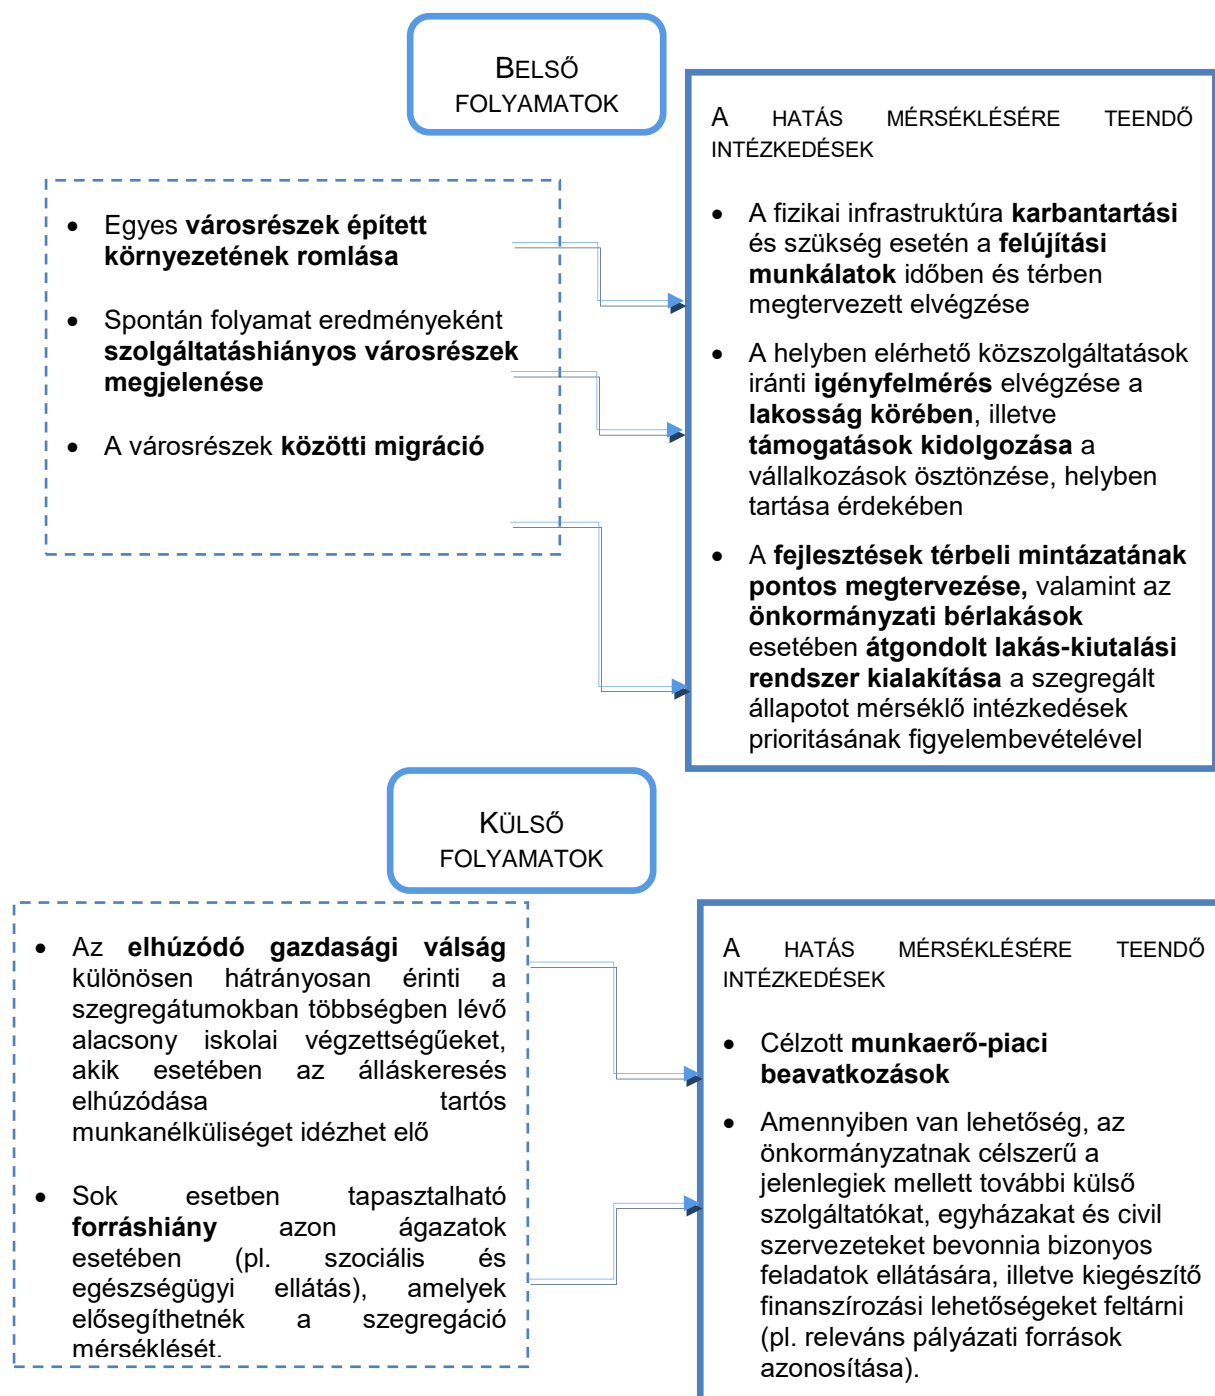 BELSŐ
FOLYAMATOK
A HATÁS MÉRSÉKLÉSÉRE TEENDŐ
INTÉZKEDÉSEK
• Egyes városrészek épített
környezetének romlása
• Spontán folyamat eredményeként
szolgáltatáshiányos városrészek
megjelenése
• A városrészek közötti migráció
• A fizikai infrastruktúra karbantartási
és szükség esetén a felújítási
munkálatok időben és térben
megtervezett elvégzése
• A helyben elérhető közszolgáltatások
iránti igényfelmérés elvégzése a
lakosság körében, illetve
támogatások kidolgozása a
vállalkozások ösztönzése, helyben
tartása érdekében
• A fejlesztések térbeli mintázatának
pontos megtervezése, valamint az
önkormányzati bérlakások
esetében átgondolt lakás-kiutalási
rendszer kialakítása a szegregált
állapotot mérséklő intézkedések
prioritásának figyelembevételével
KÜLSŐ
FOLYAMATOK
• Az elhúzódó gazdasági válság
különösen hátrányosan érinti a
szegregátumokban többségben lévő
alacsony iskolai végzettségűeket,
akik esetében az álláskeresés
elhúzódása tartós
munkanélküliséget idézhet elő
• Sok esetben tapasztalható
forráshiány azon ágazatok
esetében (pl. szociális és
egészségügyi ellátás), amelyek
elősegíthetnék a szegregáció
mérséklését.
A HATÁS MÉRSÉKLÉSÉRE TEENDŐ
INTÉZKEDÉSEK
• Célzott munkaerő-piaci
beavatkozások
• Amennyiben van lehetőség, az
önkormányzatnak célszerű a
jelenlegiek mellett további külső
szolgáltatókat, egyházakat és civil
szervezeteket bevonnia bizonyos
feladatok ellátására, illetve kiegészítő
finanszírozási lehetőségeket feltárni
(pl. releváns pályázati források
azonosítása).